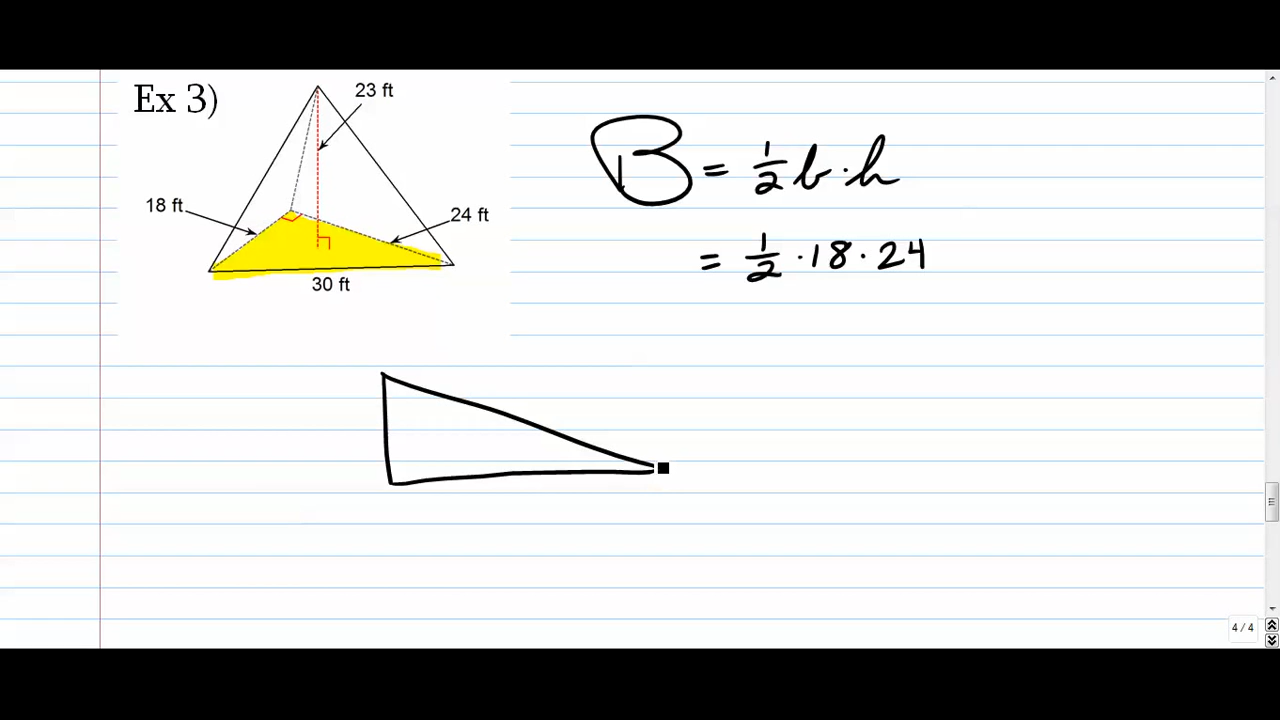 Ex 3)
23 ft
18 ft
24 ft
30 ft
B = 1/2 b · h
= 1/2 · 18 · 24
4 / 4